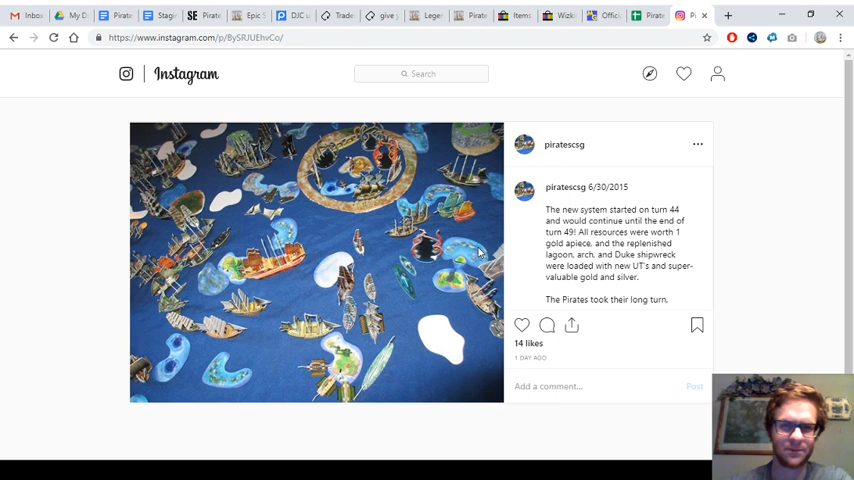 Inbox
My D
Pirate
Stagi
Pirate
Epic S
DJC u
Trade
give y
Leger
Pirate
Items
Wizki
Offici
Pirate
Pi
https://www.instagram.com/p/BySRJUEhvCo/
Instagram
Search
piratescsg
piratescsg 6/30/2015
The new system started on turn 44
and would continue until the end of
turn 49! All resources were worth 1
gold apiece, and the replenished
lagoon, arch, and Duke shipwreck
were loaded with new UT's and super-
valuable gold and silver.
The Pirates took their long turn,
14 likes
1 DAY AGO
Add a comment...
Post